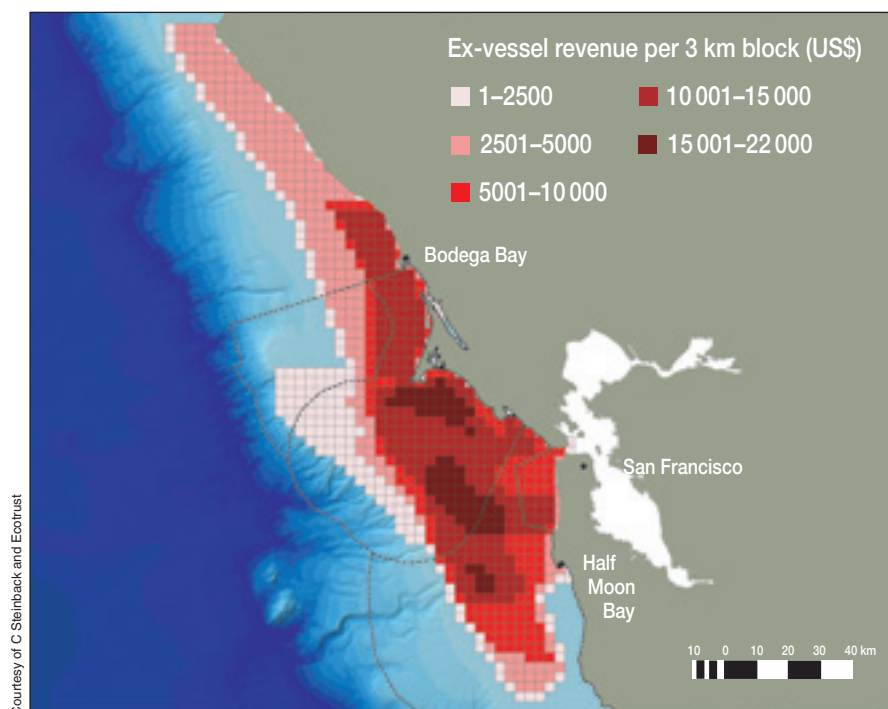 Ex-vessel revenue per 3 km block (US$)
1–2500
10 001–15 000
2501–5000
15 001–22 000
5001–10 000
Bodega Bay
San Francisco
Half
Moon
Bay
10 0 10 20 30 40 km
Courtesy of C Steinback and Ecotrust